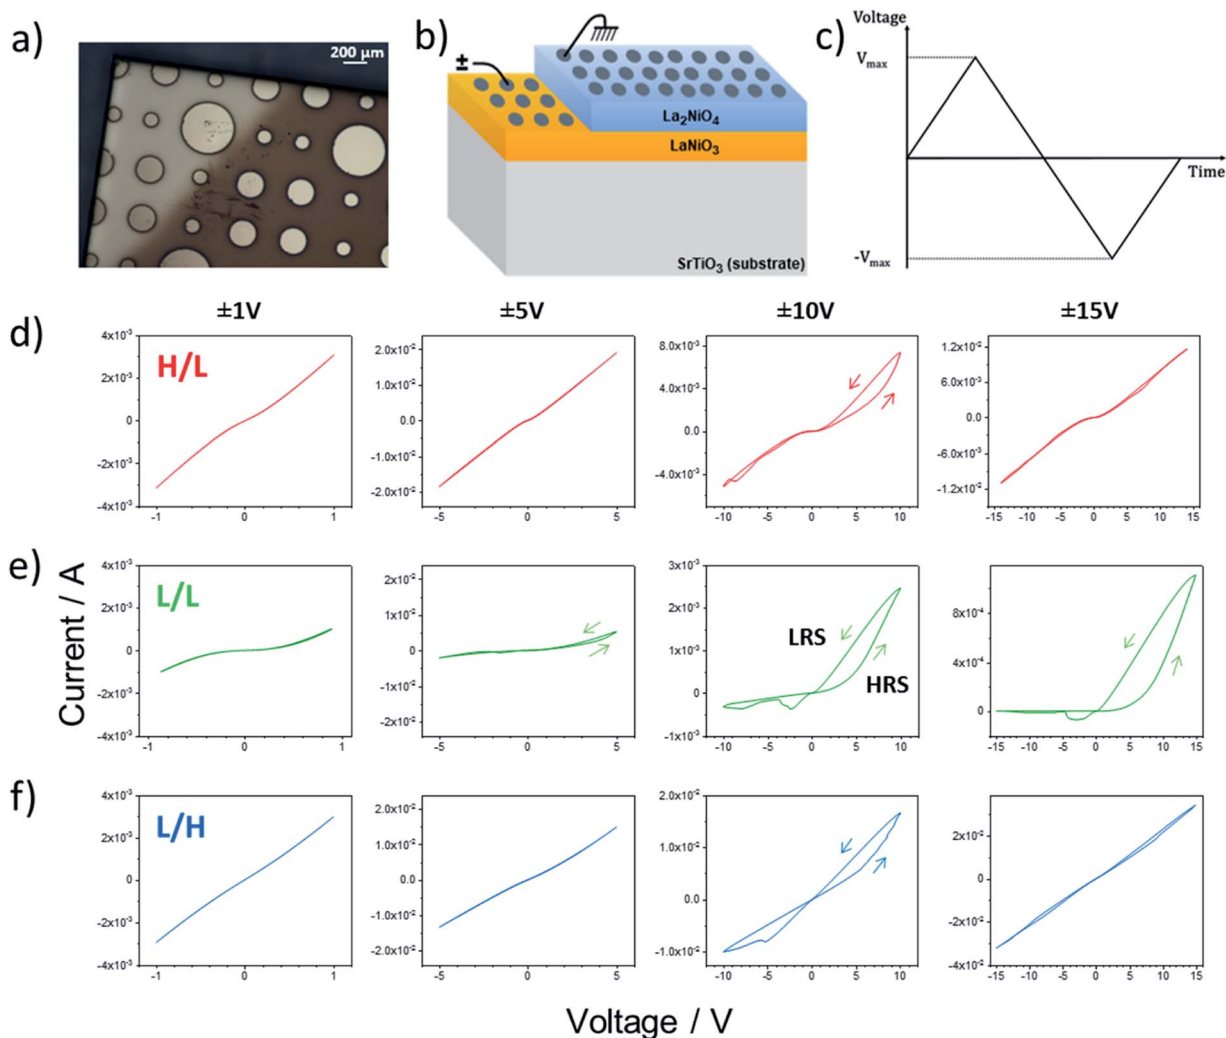 a)
200 µm
b)
±
La₂NiO₄
LaNiO₃
SrTiO₃ (substrate)
c)
Voltage
Vmax
Time
-Vmax
±1V
±5V
±10V
±15V
d)
H/L
4x10⁻³
2x10⁻³
0
-2x10⁻³
-4x10⁻³
-1
0
1
2.0x10⁻²
1.0x10⁻²
0.0
-1.0x10⁻²
-2.0x10⁻²
-5
0
5
8.0x10⁻³
4.0x10⁻³
0.0
-4.0x10⁻³
-10
-5
0
5
10
1.2x10⁻²
6.0x10⁻³
0.0
-6.0x10⁻³
-1.2x10⁻²
-15
-10
-5
0
5
10
15
e)
Current / A
L/L
4x10⁻³
2x10⁻³
0
-2x10⁻³
-4x10⁻³
-1
0
1
2x10⁻²
1x10⁻²
0
-1x10⁻²
-2x10⁻²
-5
0
5
3x10⁻³
2x10⁻³
1x10⁻³
0
-1x10⁻³
LRS
HRS
-10
-5
0
5
10
8x10⁻⁴
4x10⁻⁴
0
-15
-10
-5
0
5
10
15
f)
L/H
4x10⁻³
2x10⁻³
0
-2x10⁻³
-4x10⁻³
-1
0
1
2.0x10⁻²
1.0x10⁻²
0.0
-1.0x10⁻²
-2.0x10⁻²
-5
0
5
2.0x10⁻²
1.0x10⁻²
0.0
-1.0x10⁻²
-10
-5
0
5
10
2x10⁻²
0
-2x10⁻²
-4x10⁻²
-15
-10
-5
0
5
10
15
Voltage / V